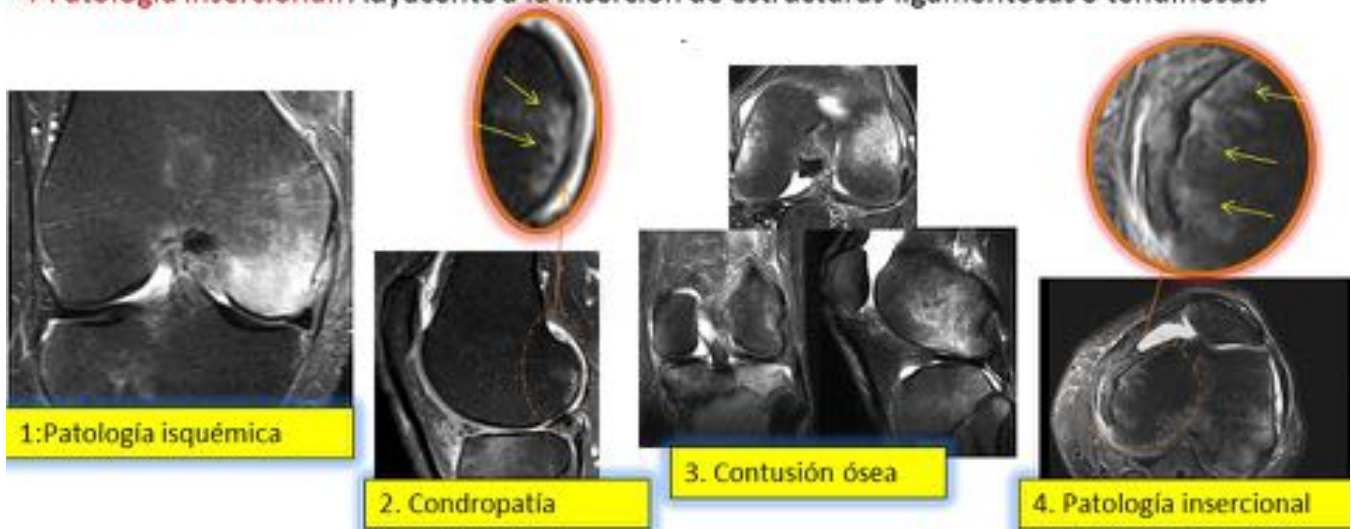 Patología insercional: Adyacente a la inserción de estructuras ligamentosas o tendinosas.
1:Patología isquémica
2. Condropatía
3. Contusión ósea
4. Patología insercional